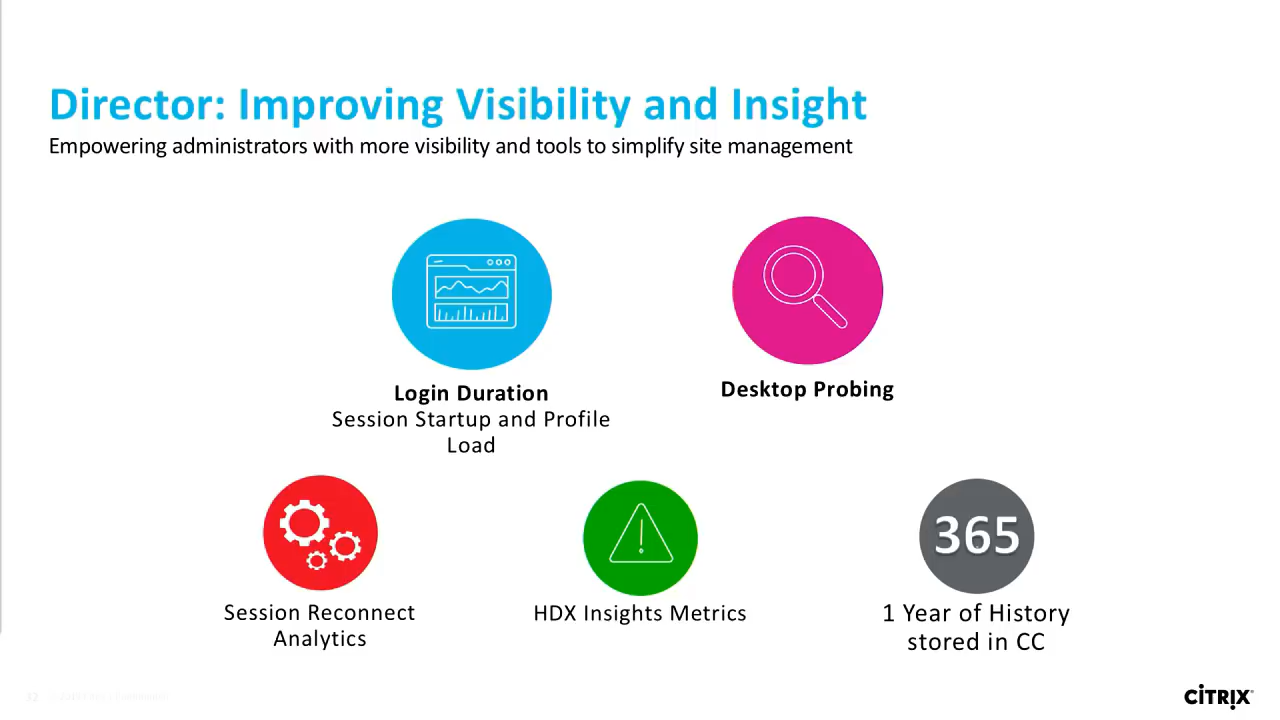 Director: Improving Visibility and Insight
Empowering administrators with more visibility and tools to simplify site management
Login Duration
Session Startup and Profile
Load
Desktop Probing
365
Session Reconnect
Analytics
HDX Insights Metrics
1 Year of History
stored in CC
12
CITRIX